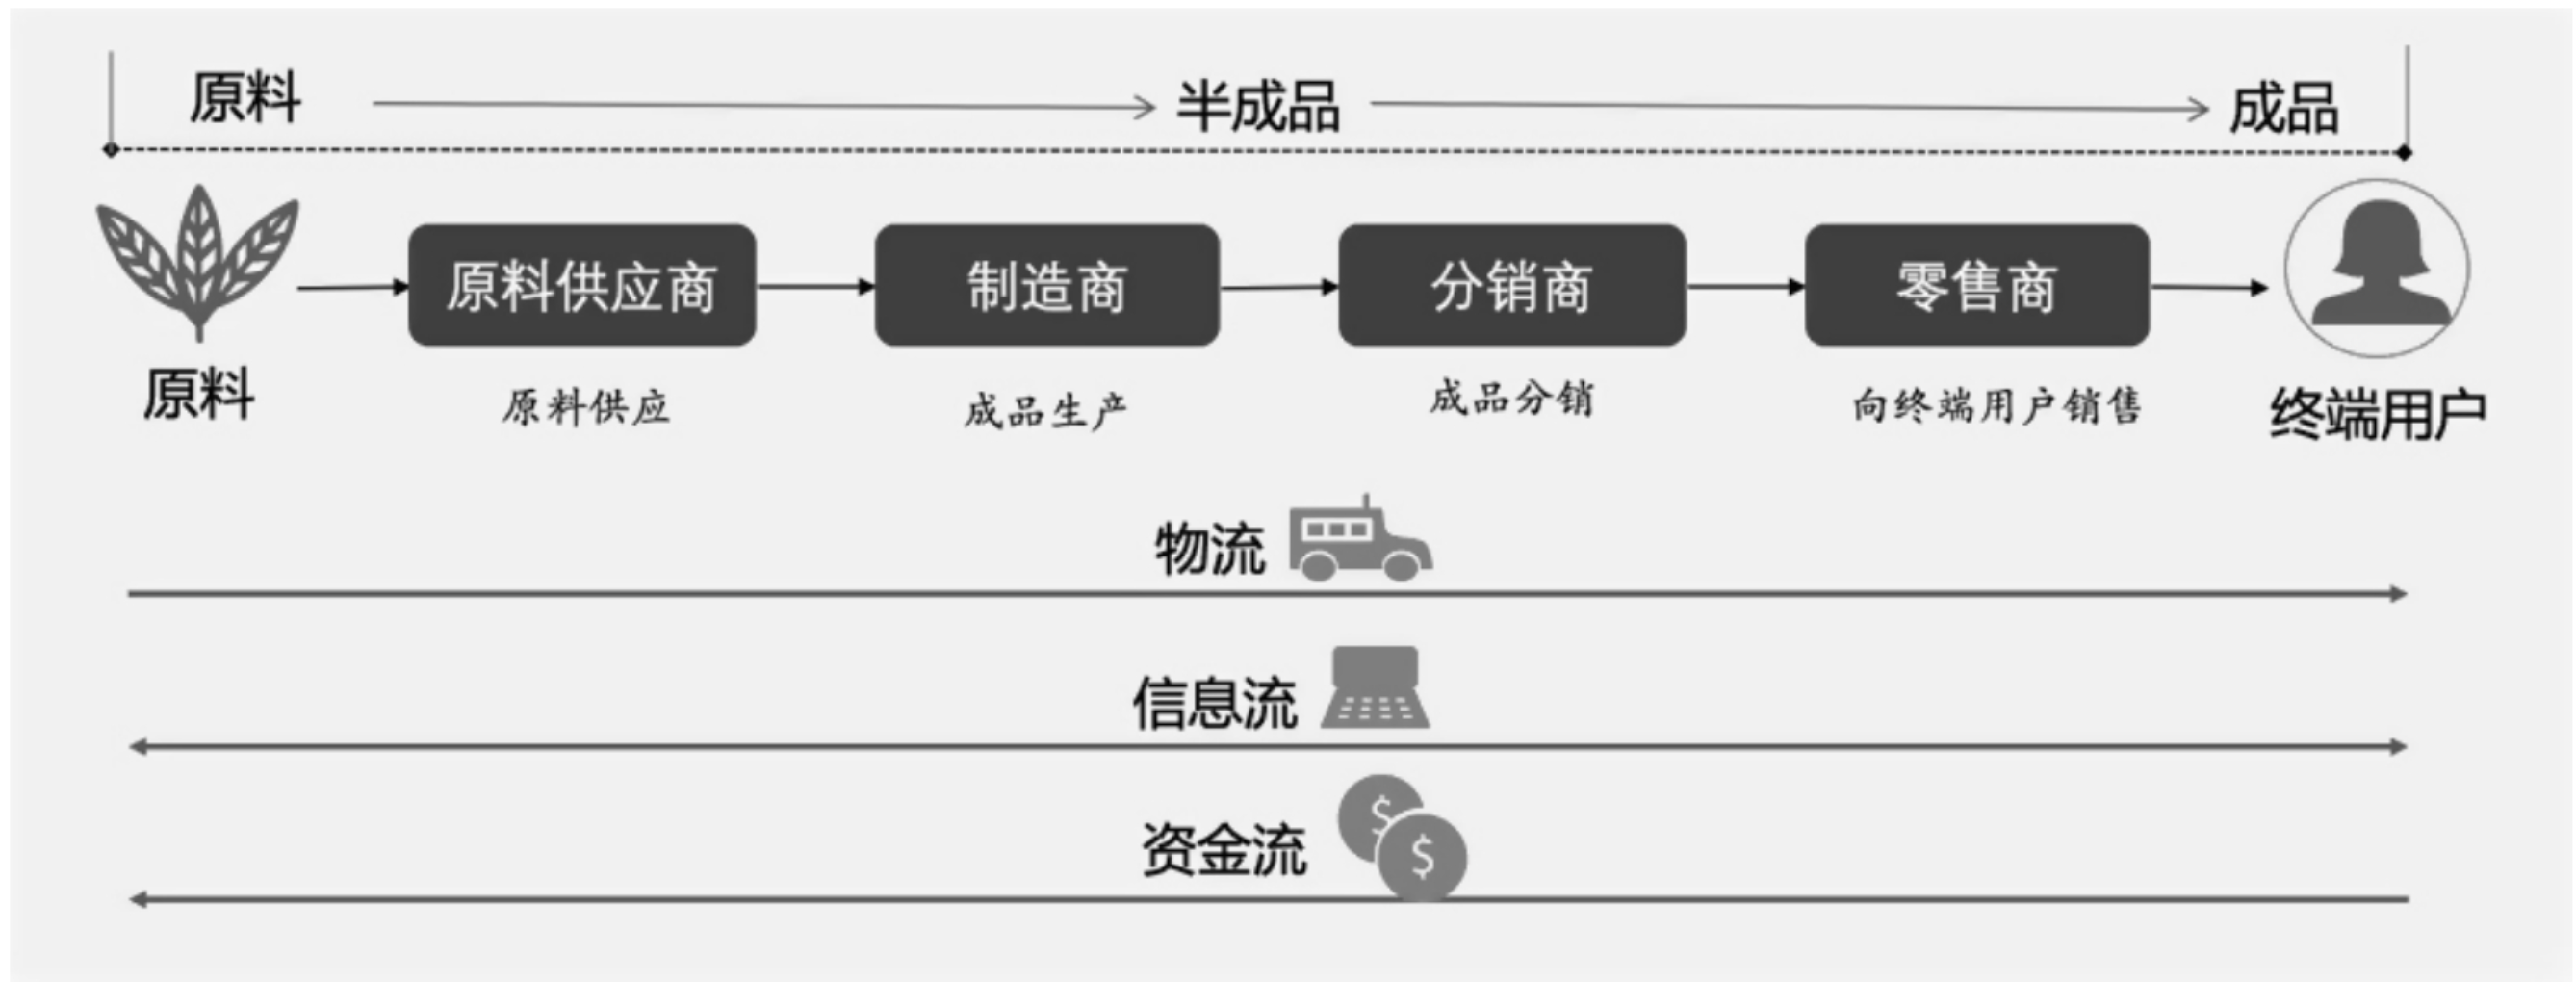 原料 半成品 成品
原料供应商 制造商 分销商 零售商
原料 原料供应 成品生产 成品分销 向终端用户销售 终端用户
物流
信息流
资金流
$ $